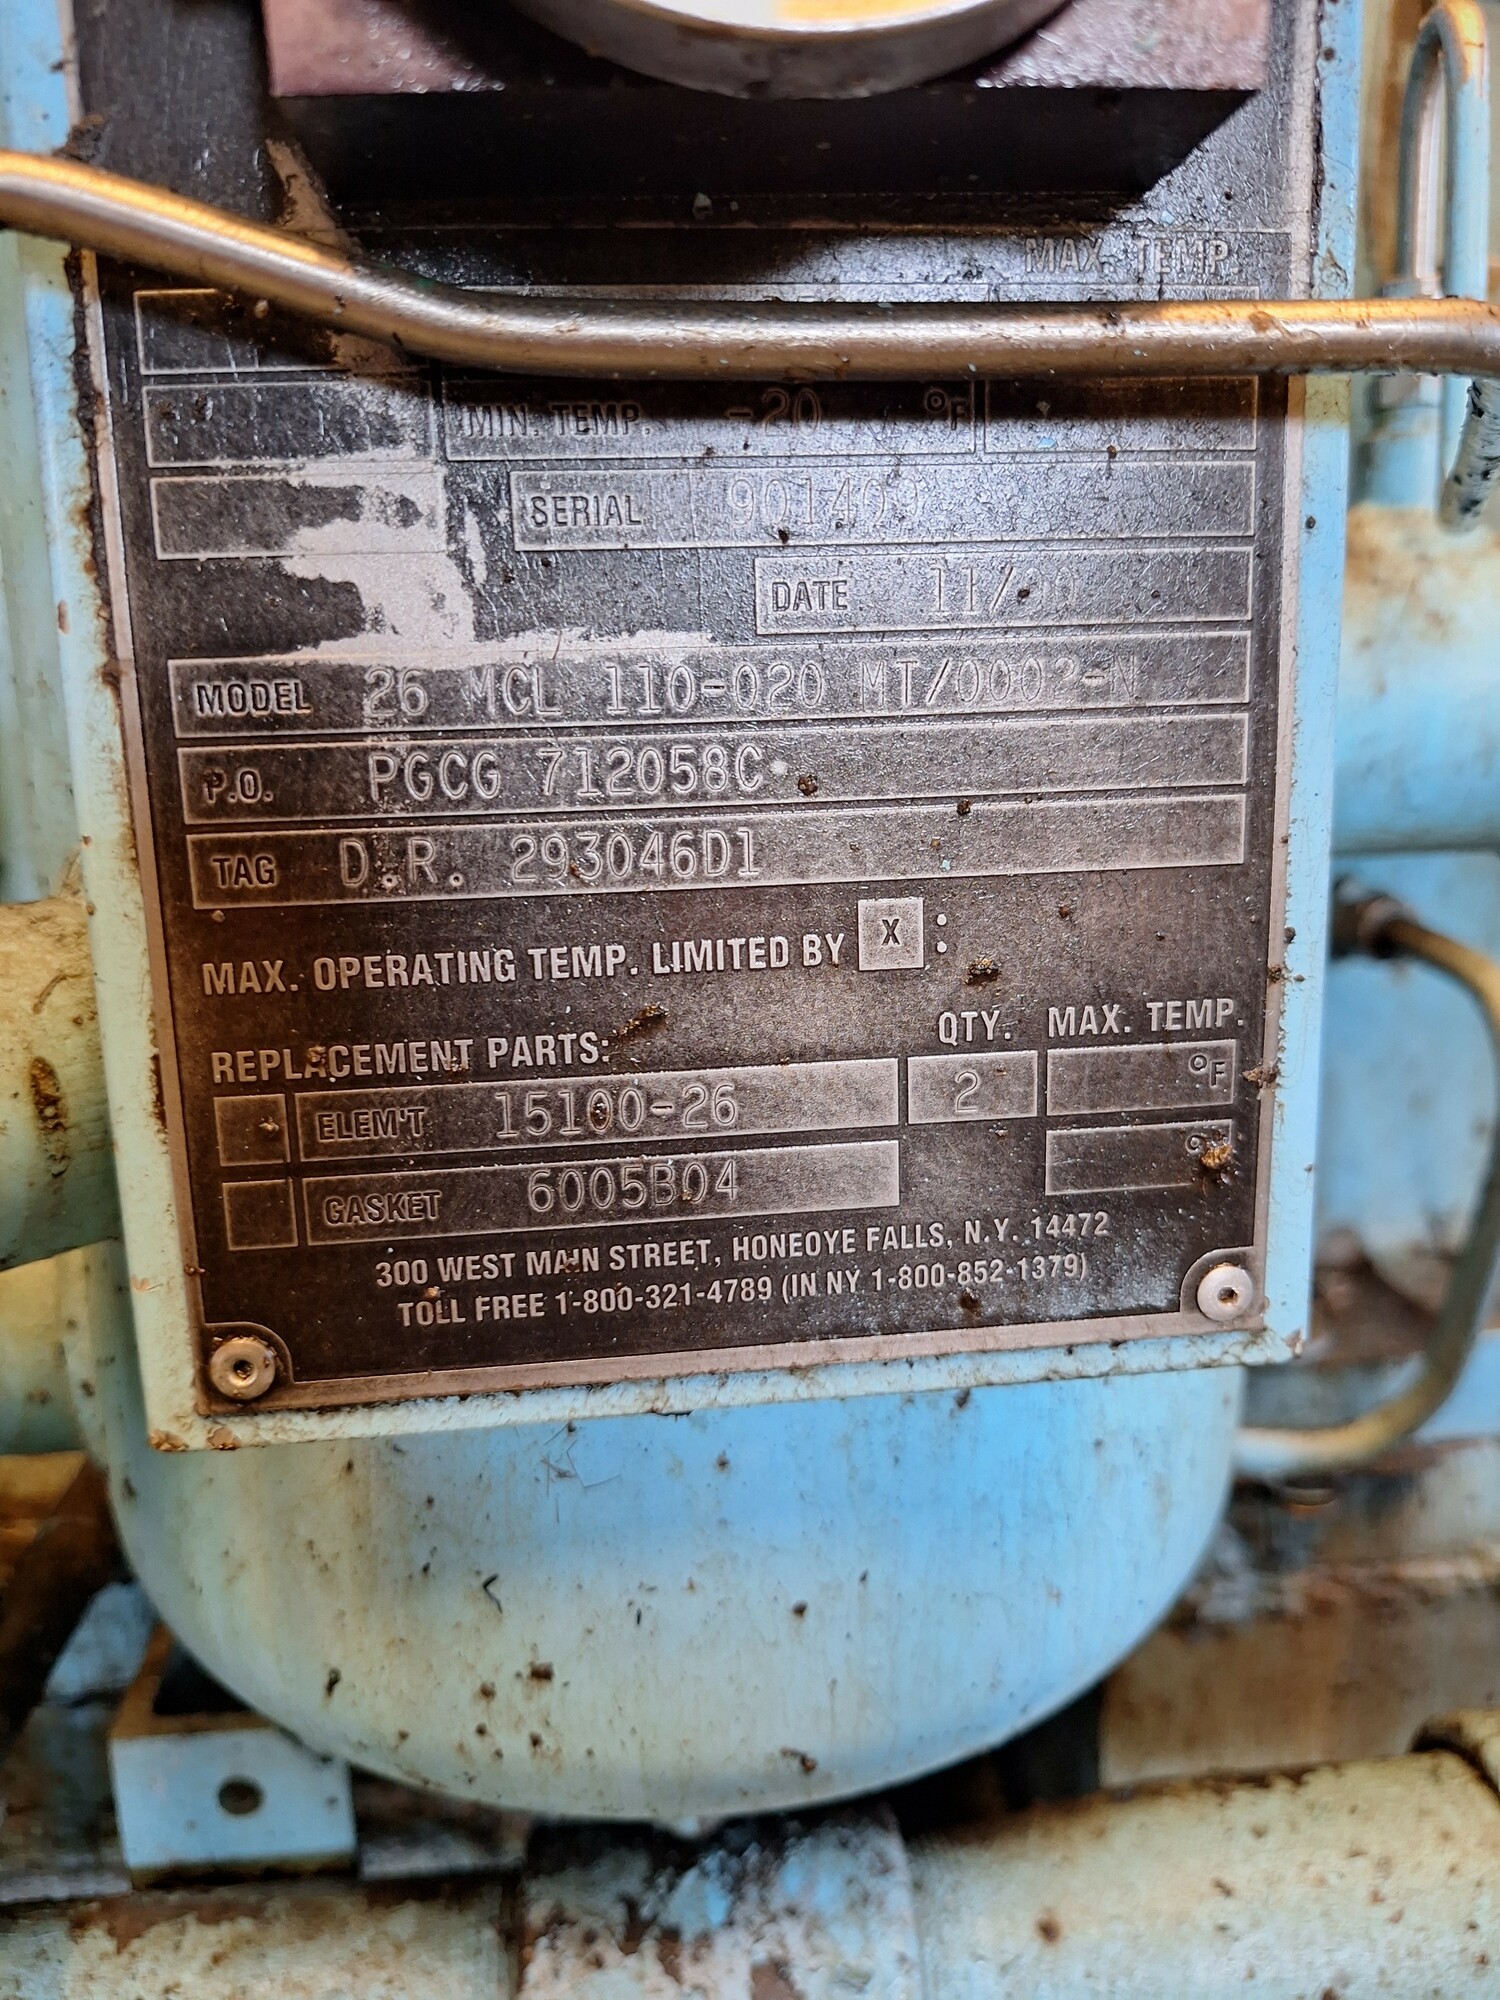 MAX. TEMP.
MIN. TEMP. -20 °F
SERIAL 901409
DATE 11/
MODEL 26 MCL 110-020 MT/0002-N
P.O. PGCG 712058C
TAG D.R. 293046D1
MAX. OPERATING TEMP. LIMITED BY X :
REPLACEMENT PARTS: QTY. MAX. TEMP.
ELEM'T 15100-26 2 °F
GASKET 6005B04
300 WEST MAIN STREET, HONEOYE FALLS, N.Y. 14472
TOLL FREE 1-800-321-4789 (IN NY 1-800-852-1379)